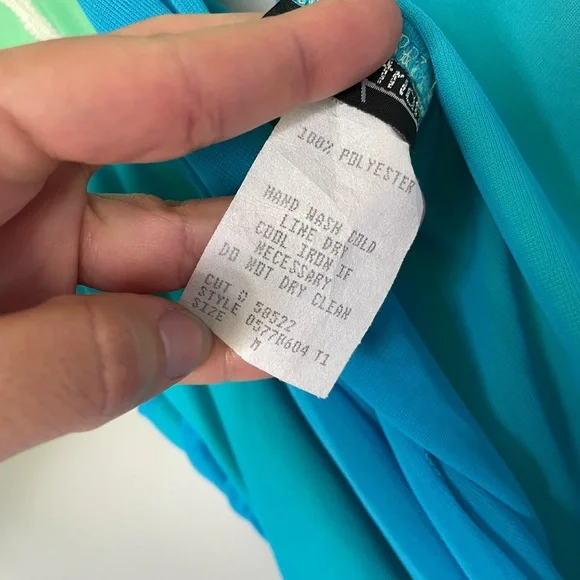 100% POLYESTER
HAND WASH COLD
LINE DRY
COOL IRON IF
NECESSARY
DO NOT DRY CLEAN
CUT # 58522
STYLE 0577B604 T1
SIZE M